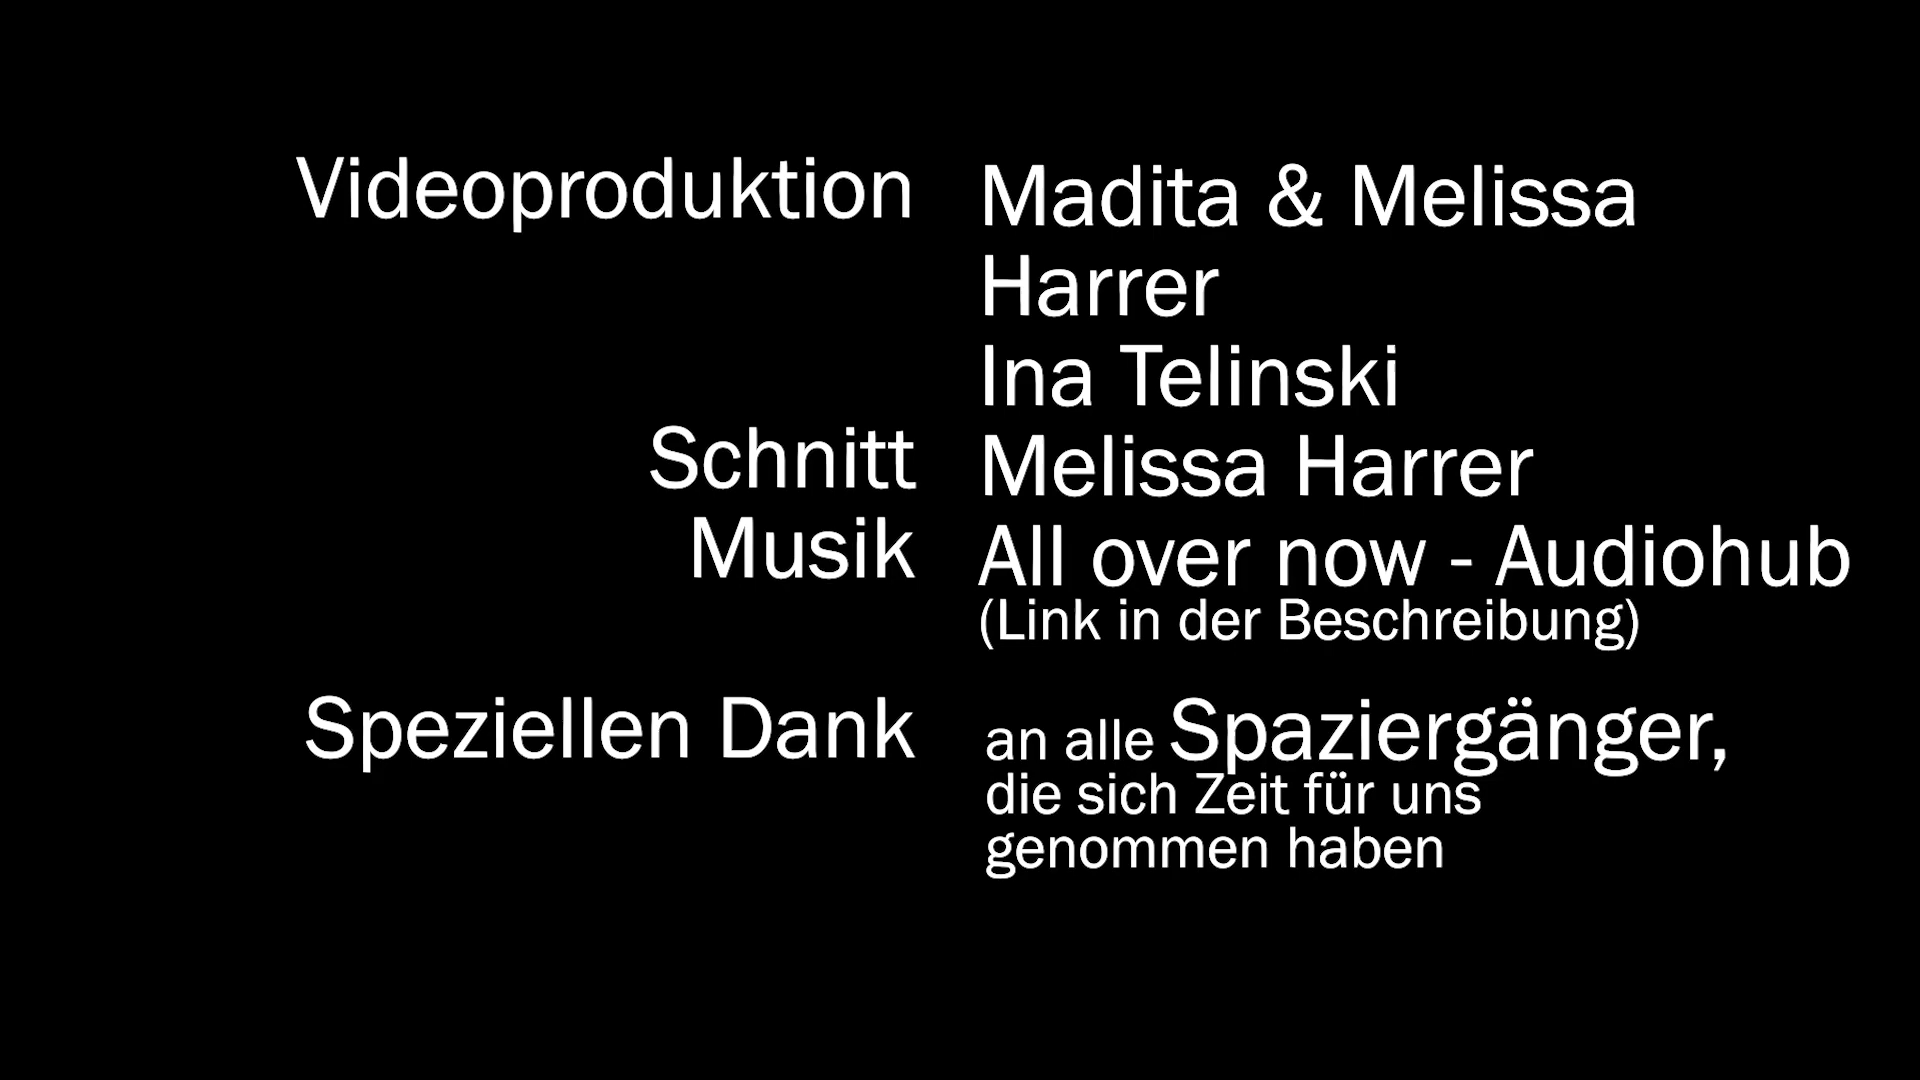 Videoproduktion Madita & Melissa
Harrer
Ina Telinski
Schnitt Melissa Harrer
Musik All over now - Audiohub
(Link in der Beschreibung)
Speziellen Dank an alle Spaziergänger,
die sich Zeit für uns
genommen haben